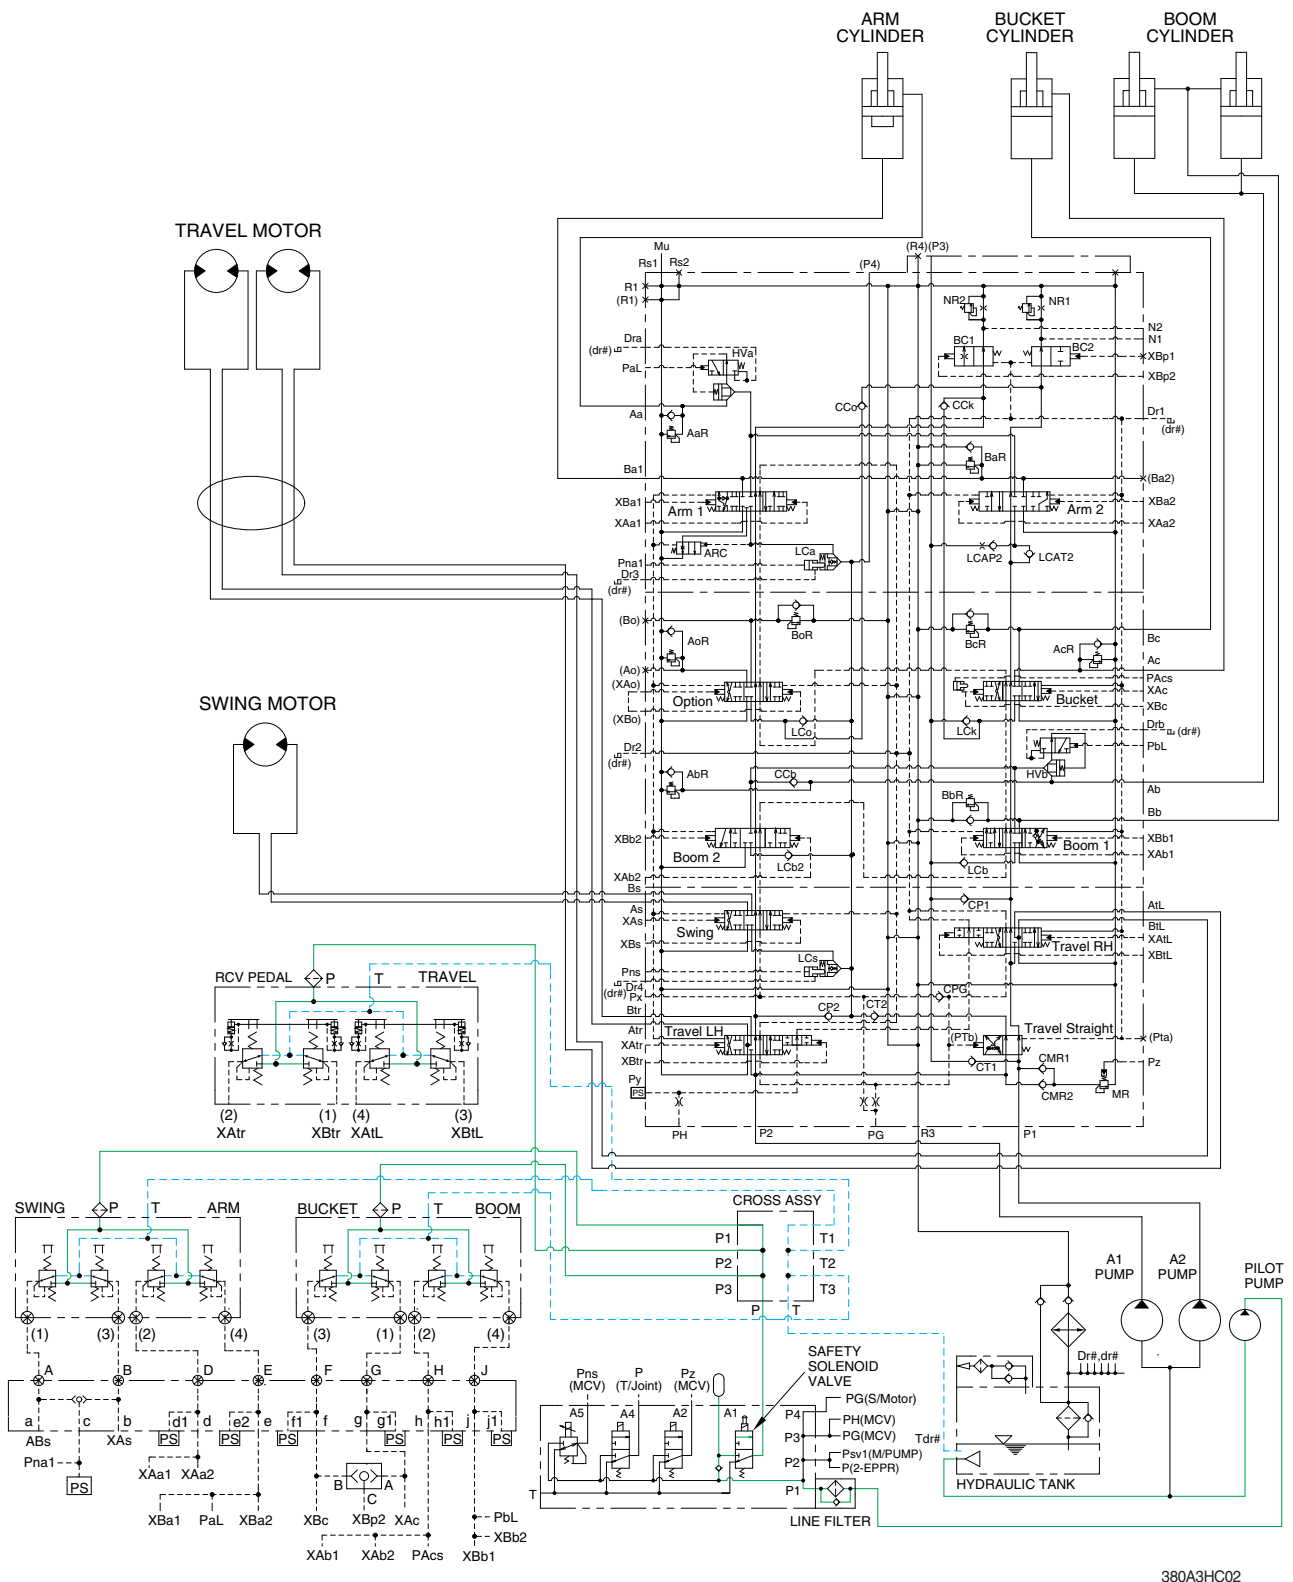 ARM
CYLINDER
BUCKET
CYLINDER
BOOM
CYLINDER
TRAVEL MOTOR
Mu
Rs1
Rs2
(P4)
(R4)(P3)
R1
(R1)
NR2
NR1
N2
N1
Dra
(dr#)
HVa
PaL
BC1
BC2
XBp1
XBp2
CCo
CCk
Dr1
(dr#)
Aa
AaR
BaR
Ba1
(Ba2)
XBa1
Arm 1
XAa1
Arm 2
XBa2
XAa2
ARC
LCa
LCAP2
LCAT2
Pna1
Dr3
(dr#)
(Bo)
BoR
BcR
Bc
AoR
AcR
Ac
(Ao)
(XAo)
Option
(XBo)
PAcs
XAc
Bucket
XBc
SWING MOTOR
LCo
LCk
Drb
(dr#)
Dr2
(dr#)
PbL
AbR
CCb
HVb
Ab
BbR
Bb
XBb2
Boom 2
Boom 1
XBb1
XAb1
LCb2
LCb
XAb2
Bs
CP1
As
XAs
Swing
XBs
AtL
BtL
Travel RH
XAtL
XBtL
LCs
Pns
Dr4
(dr#)
Px
CPG
RCV PEDAL
P
T
TRAVEL
Btr
CP2
CT2
Atr
Travel LH
(PTb)
Travel Straight
(Pta)
XAtr
XBtr
CT1
CMR1
Pz
Py
PS
CMR2
MR
(2)
(1)
(4)
(3)
XAtr
XBtr
XAtL
XBtL
PH
P2
PG
R3
P1
SWING
P
T
ARM
BUCKET
P
T
BOOM
CROSS ASSY
P1
T1
P2
T2
P3
T3
P
T
A1
PUMP
A2
PUMP
PILOT
PUMP
(1)
(3)
(2)
(4)
(3)
(1)
(2)
(4)
A
B
D
E
F
G
H
J
a
c
b
d1
d
e2
e
f1
f
g
g1
h
h1
j
j1
ABs
XAs
PS
PS
PS
PS
PS
PS
Pna1
PS
XAa1
XAa2
XBa1
PaL
XBa2
B
A
C
XBc
XBp2
XAc
XAb1
XAb2
PAcs
PbL
XBb2
XBb1
SAFETY
SOLENOID
VALVE
Pns
(MCV)
P
(T/Joint)
Pz
(MCV)
A5
A4
A2
A1
P4
PG(S/Motor)
PH(MCV)
P3
PG(MCV)
P2
Psv1(M/PUMP)
P(2-EPPR)
P1
T
LINE FILTER
Dr#,dr#
Tdr#
HYDRAULIC TANK
380A3HC02